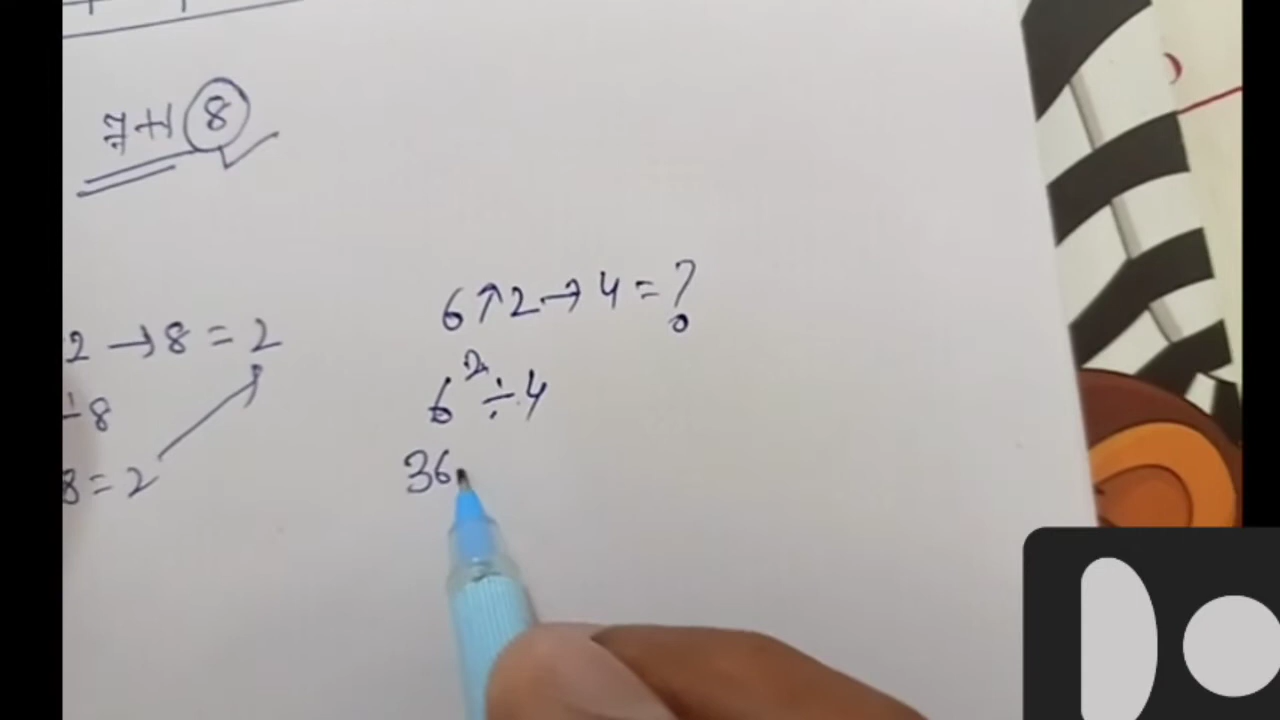 7+1 8
2 → 8 = 2
÷8
8 = 2
6↑2→4=?
6² ÷ 4
36